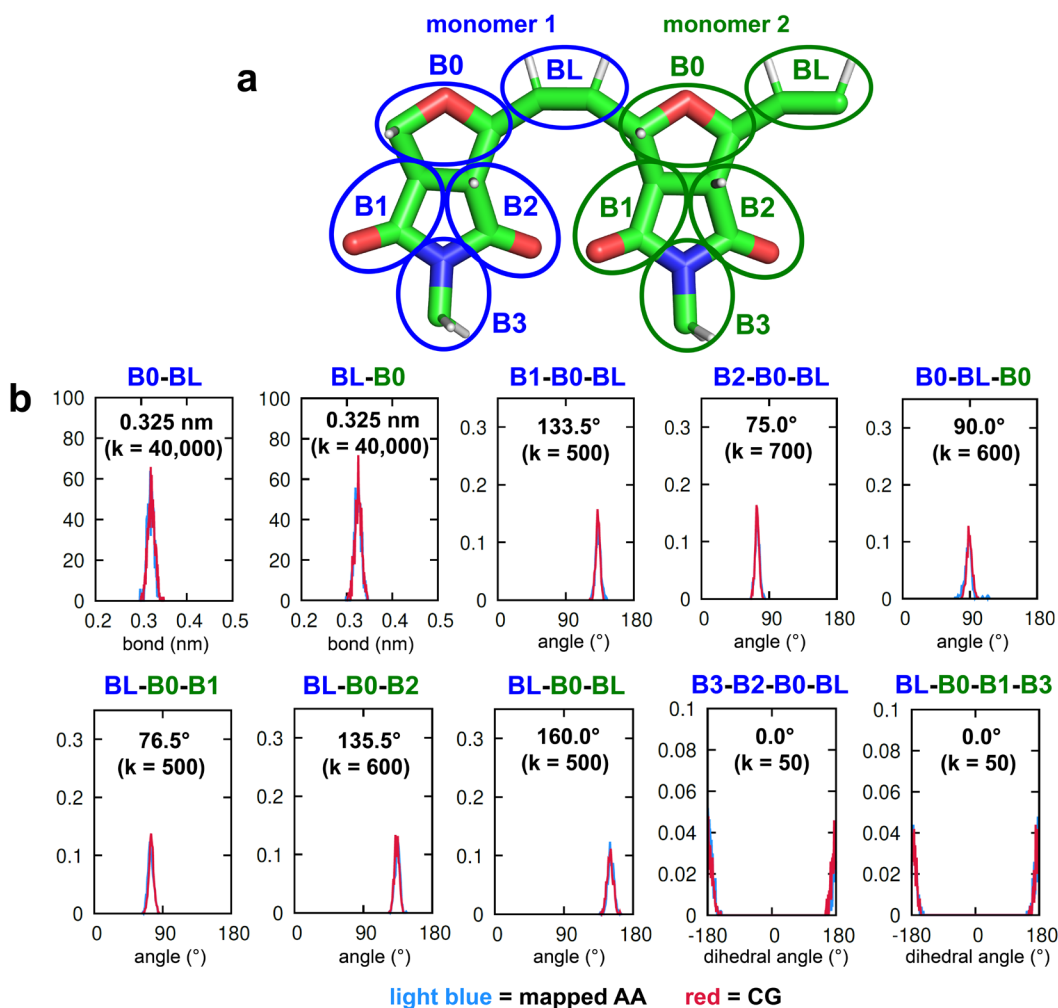 monomer 1 monomer 2
a
B0 BL B0 BL
B1 B2 B1 B2
B3 B3
b
B0-BL BL-B0 B1-B0-BL B2-B0-BL B0-BL-B0
100 100 0.3 0.3 0.3
0.325 nm 0.325 nm 133.5° 75.0° 90.0°
(k = 40,000) (k = 40,000) (k = 500) (k = 700) (k = 600)
80 80 0.2 0.2 0.2
60 60
40 40 0.1 0.1 0.1
20 20
0 0 0 0 0
0.2 0.3 0.4 0.5 0.2 0.3 0.4 0.5 0 90 180 0 90 180 0 90 180
bond (nm) bond (nm) angle (°) angle (°) angle (°)
BL-B0-B1 BL-B0-B2 BL-B0-BL B3-B2-B0-BL BL-B0-B1-B3
0.3 0.3 0.3 0.1 0.1
76.5° 135.5° 160.0° 0.0° 0.0°
(k = 500) (k = 600) (k = 500) (k = 50) (k = 50)
0.2 0.2 0.2 0.08 0.08
0.06 0.06
0.1 0.1 0.1 0.04 0.04
0.02 0.02
0 0 0 0 0
0 90 180 0 90 180 0 90 180 -180 0 180 -180 0 180
angle (°) angle (°) angle (°) dihedral angle (°) dihedral angle (°)
light blue = mapped AA red = CG